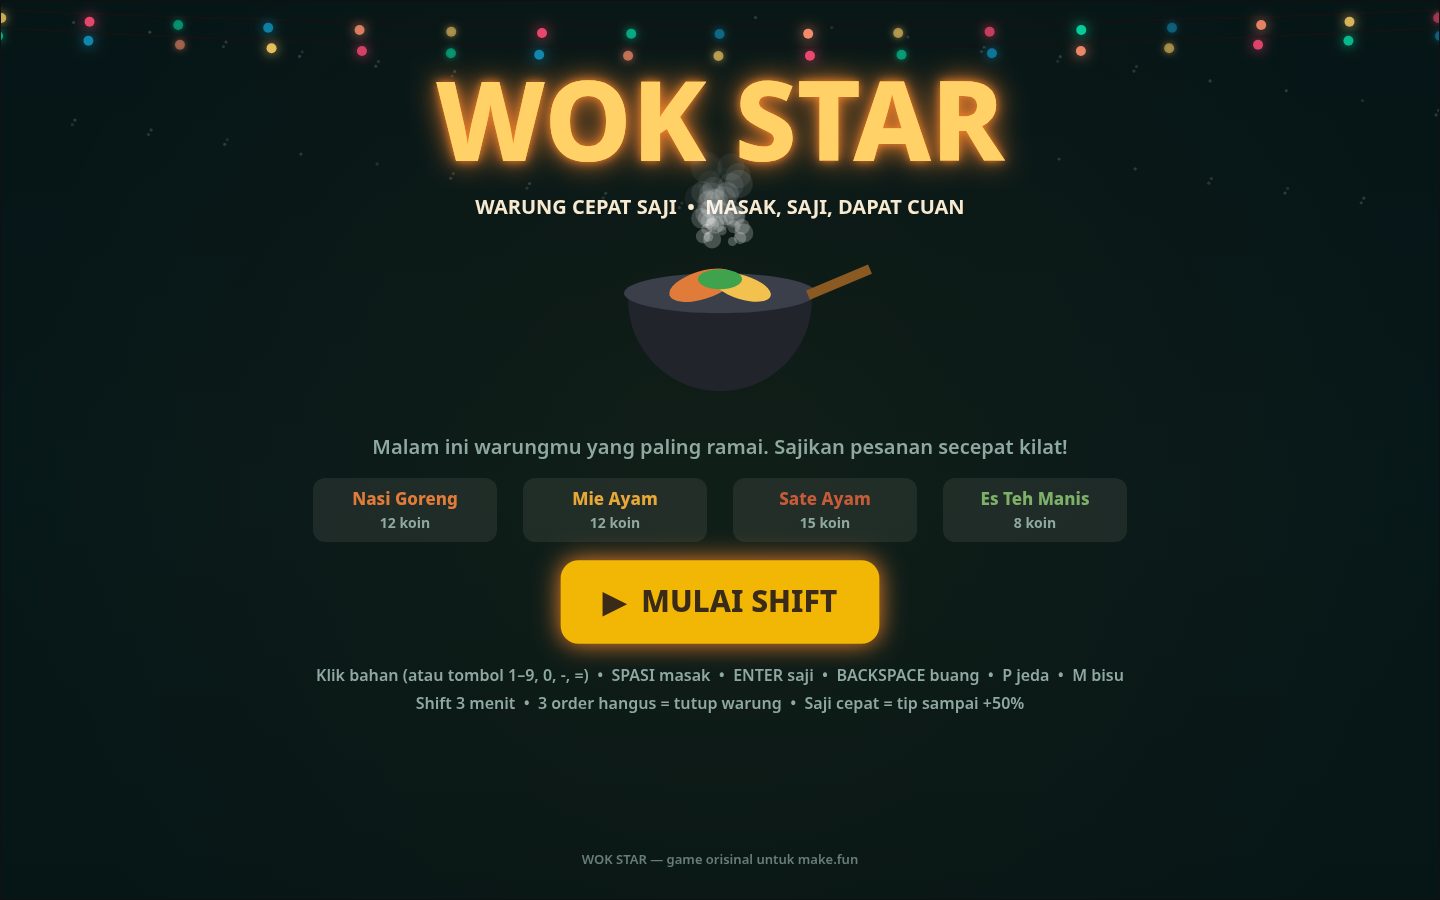 WOK STAR
WARUNG CEPAT SAJI • MASAK, SAJI, DAPAT CUAN
Malam ini warungmu yang paling ramai. Sajikan pesanan secepat kilat!
Nasi Goreng
12 koin
Mie Ayam
12 koin
Sate Ayam
15 koin
Es Teh Manis
8 koin
▶ MULAI SHIFT
Klik bahan (atau tombol 1–9, 0, -, =) • SPASI masak • ENTER saji • BACKSPACE buang • P jeda • M bisu
Shift 3 menit • 3 order hangus = tutup warung • Saji cepat = tip sampai +50%
WOK STAR — game orisinal untuk make.fun